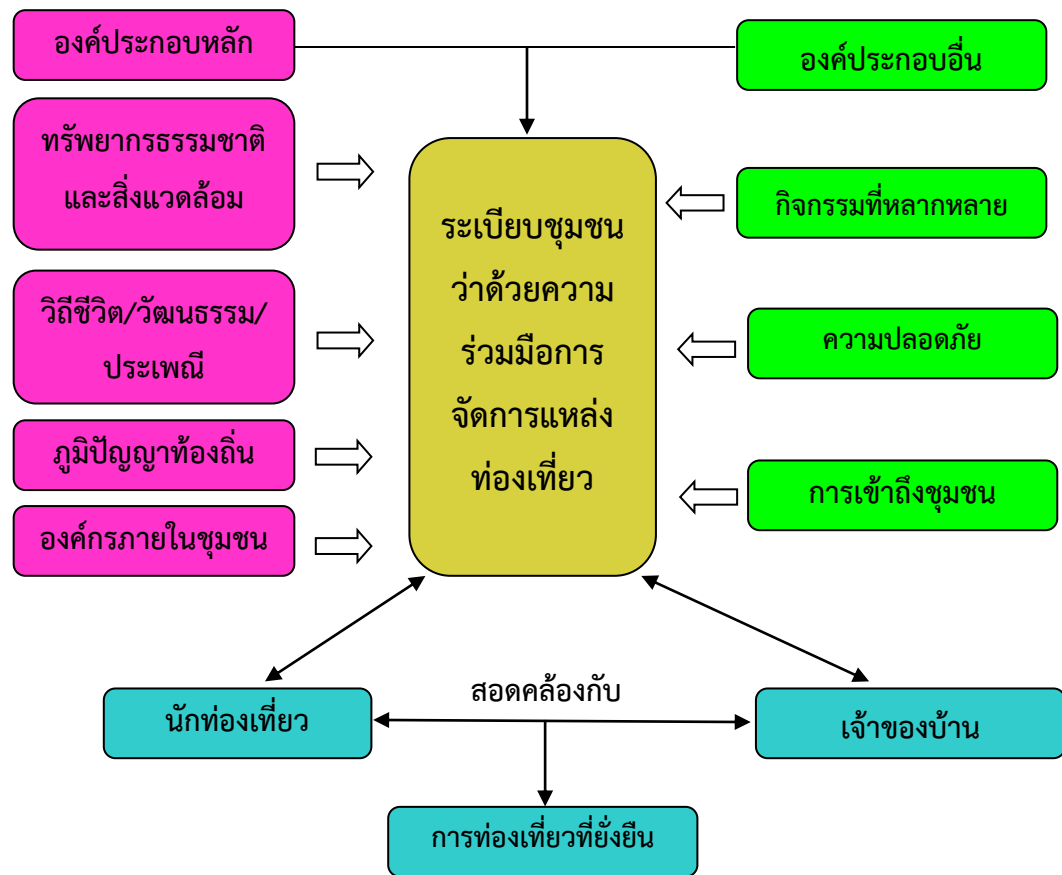 องค์ประกอบหลัก
องค์ประกอบอื่น
ทรัพยากรธรรมชาติ
และสิ่งแวดล้อม
วิถีชีวิต/วัฒนธรรม/
ประเพณี
ภูมิปัญญาท้องถิ่น
องค์กรภายในชุมชน
ระเบียบชุมชน
ว่าด้วยความ
ร่วมมือการ
จัดการแหล่ง
ท่องเที่ยว
กิจกรรมที่หลากหลาย
ความปลอดภัย
การเข้าถึงชุมชน
นักท่องเที่ยว
สอดคล้องกับ
เจ้าของบ้าน
การท่องเที่ยวที่ยั่งยืน